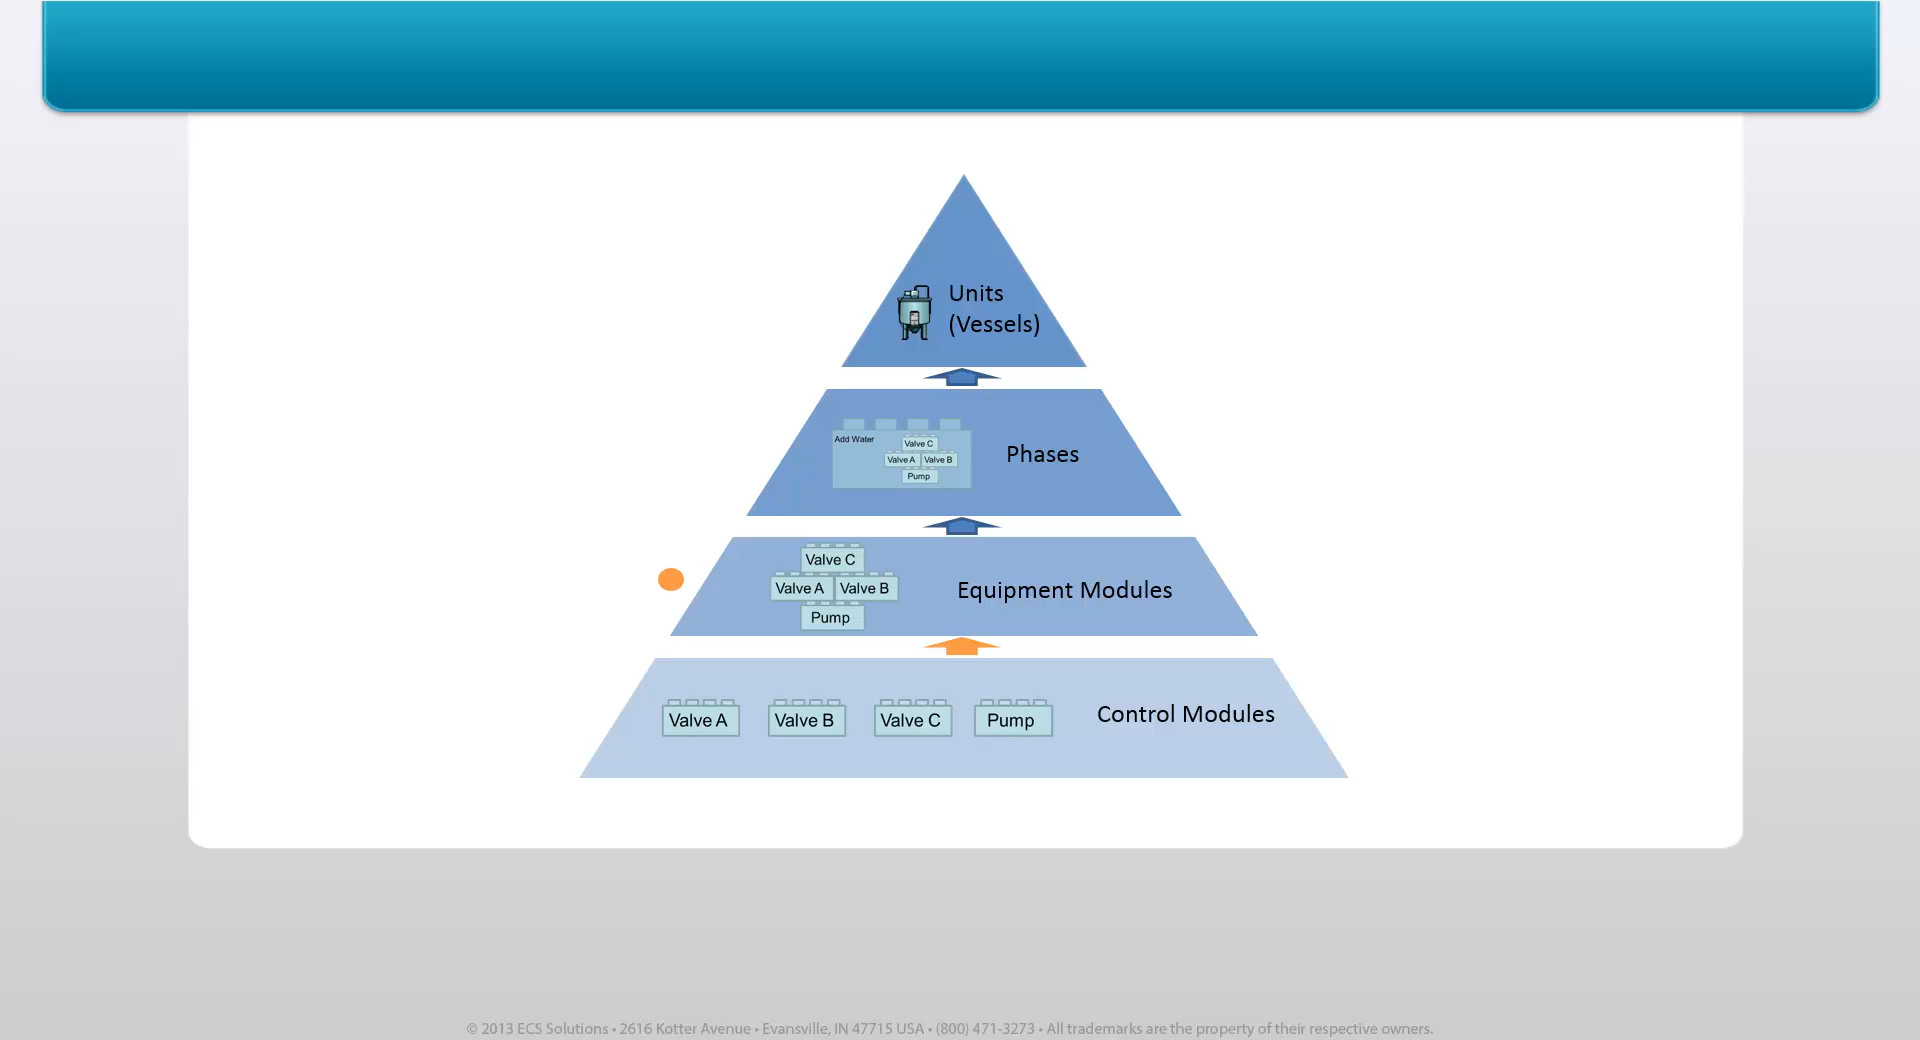 Units
(Vessels)
Add Water
Valve C
Valve A Valve B
Pump
Phases
Valve C
Valve A Valve B
Pump
Equipment Modules
Valve A Valve B Valve C Pump
Control Modules
© 2013 ECS Solutions • 2616 Kotter Avenue • Evansville, IN 47715 USA • (800) 471-3273 • All trademarks are the property of their respective owners.